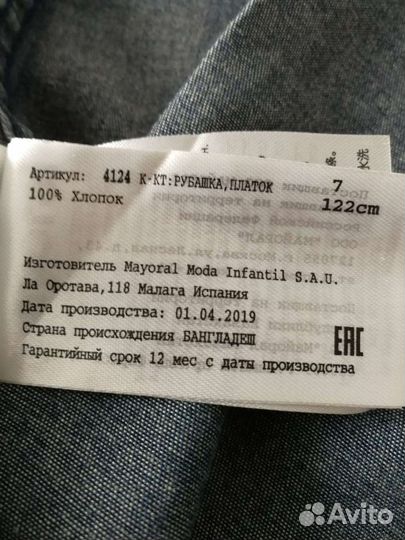 Артикул: 4124 К-КТ:РУБАШКА,ПЛАТОК 7
100% Хлопок 122cm
Изготовитель Mayoral Moda Infantil S.A.U.
Ла Оротава,118 Малага Испания
Дата производства: 01.04.2019
Страна происхождения БАНГЛАДЕШ
Гарантийный срок 12 мес с даты производства
EAC
Avito